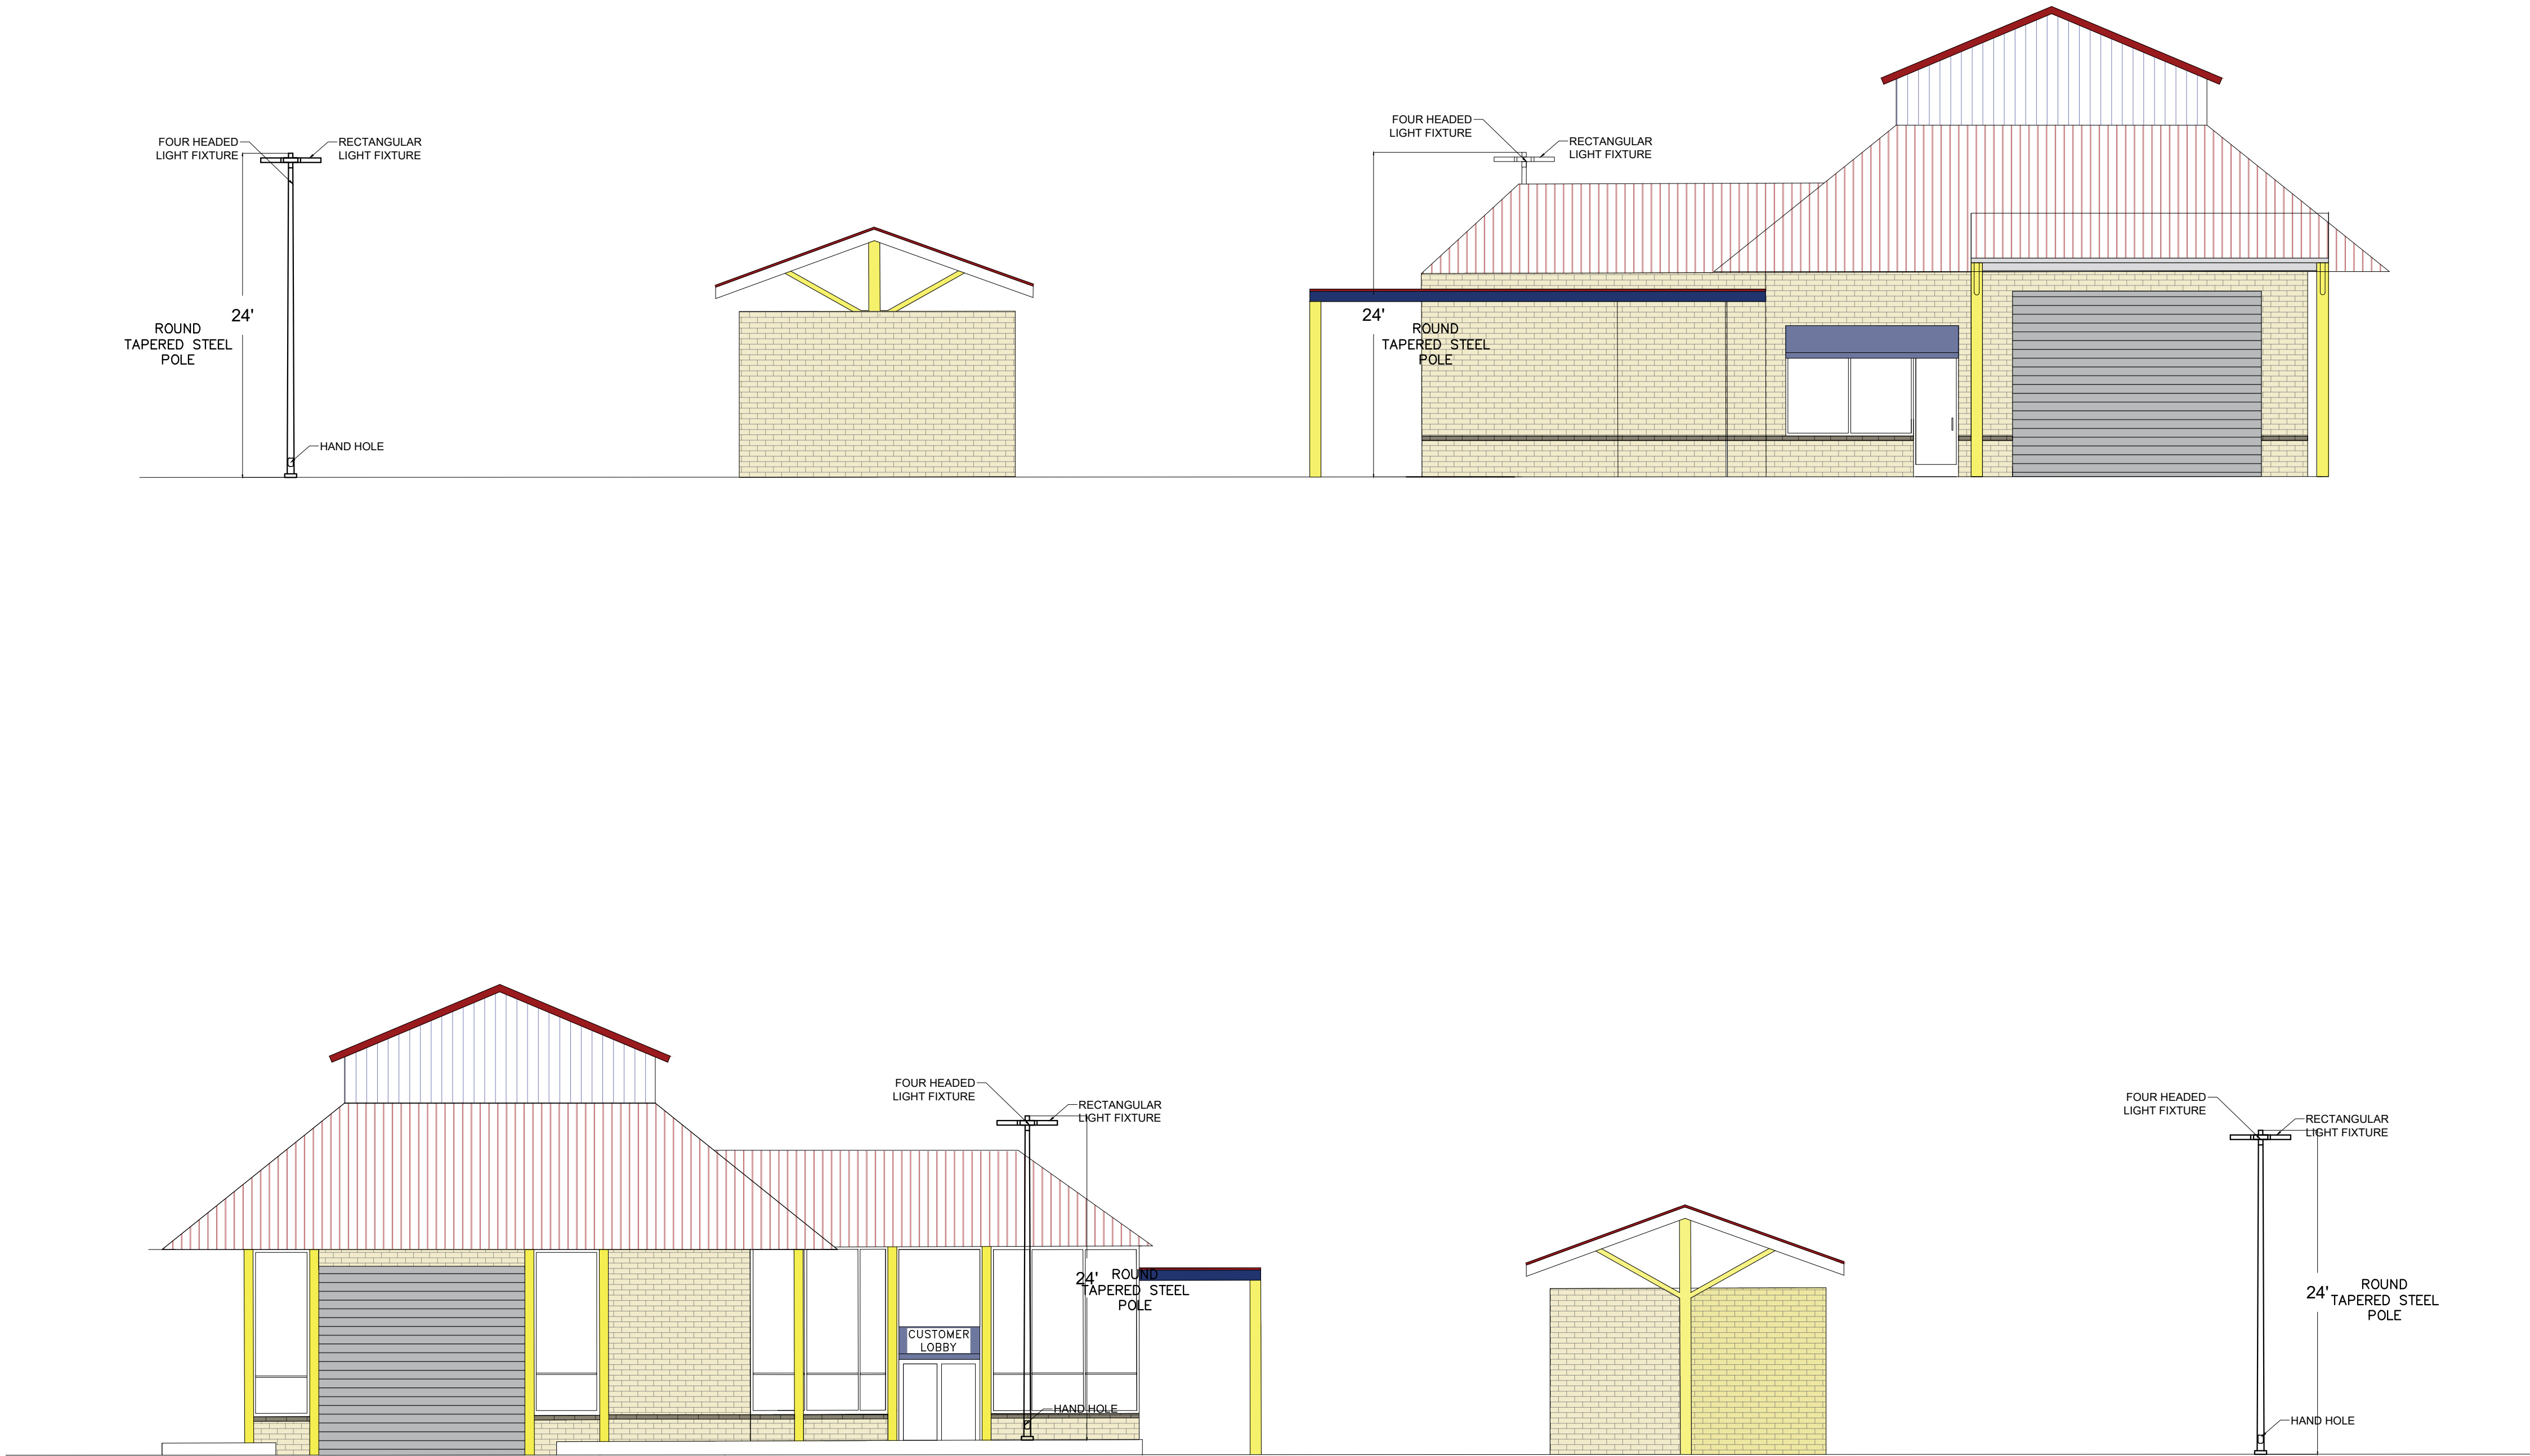 FOUR HEADED
LIGHT FIXTURE
RECTANGULAR
LIGHT FIXTURE
24'
ROUND
TAPERED STEEL
POLE
HAND HOLE
FOUR HEADED
LIGHT FIXTURE
RECTANGULAR
LIGHT FIXTURE
24'
ROUND
TAPERED STEEL
POLE
FOUR HEADED
LIGHT FIXTURE
RECTANGULAR
LIGHT FIXTURE
24'
ROUND
TAPERED STEEL
POLE
CUSTOMER
LOBBY
HAND HOLE
FOUR HEADED
LIGHT FIXTURE
RECTANGULAR
LIGHT FIXTURE
24'
ROUND
TAPERED STEEL
POLE
HAND HOLE